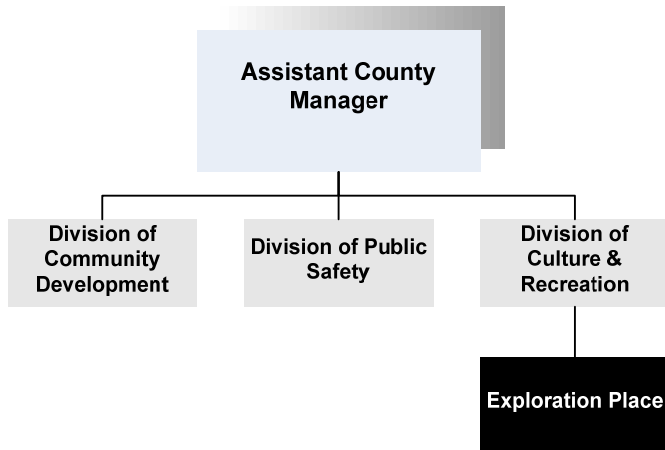 Assistant County
Manager
Division of
Community
Development
Division of Public
Safety
Division of
Culture &
Recreation
Exploration Place